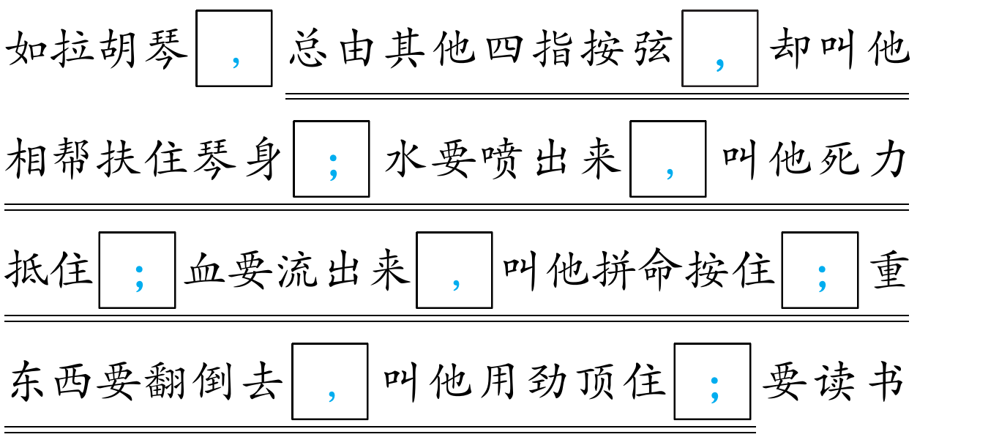 如拉胡琴，总由其他四指按弦，却叫他
相帮扶住琴身；水要喷出来，叫他死力
抵住；血要流出来，叫他拼命按住；重
东西要翻倒去，叫他用劲顶住；要读书